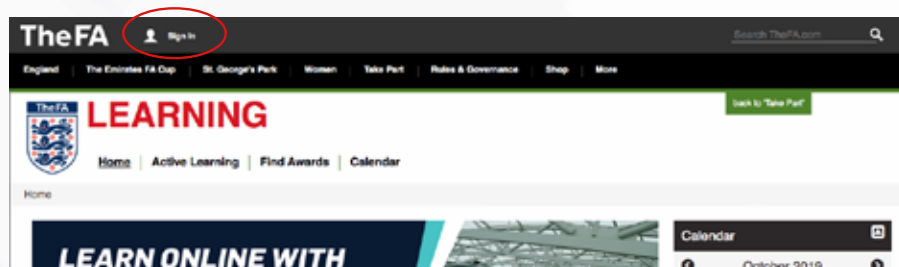 TheFA Sign In Search TheFA.com
England The Emirates FA Cup St. George's Park Women Take Part Rules & Governance Shop More
back to 'Take Part'
TheFA
LEARNING
Home Active Learning Find Awards Calendar
Home
LEARN ONLINE WITH
Calendar
October 2019